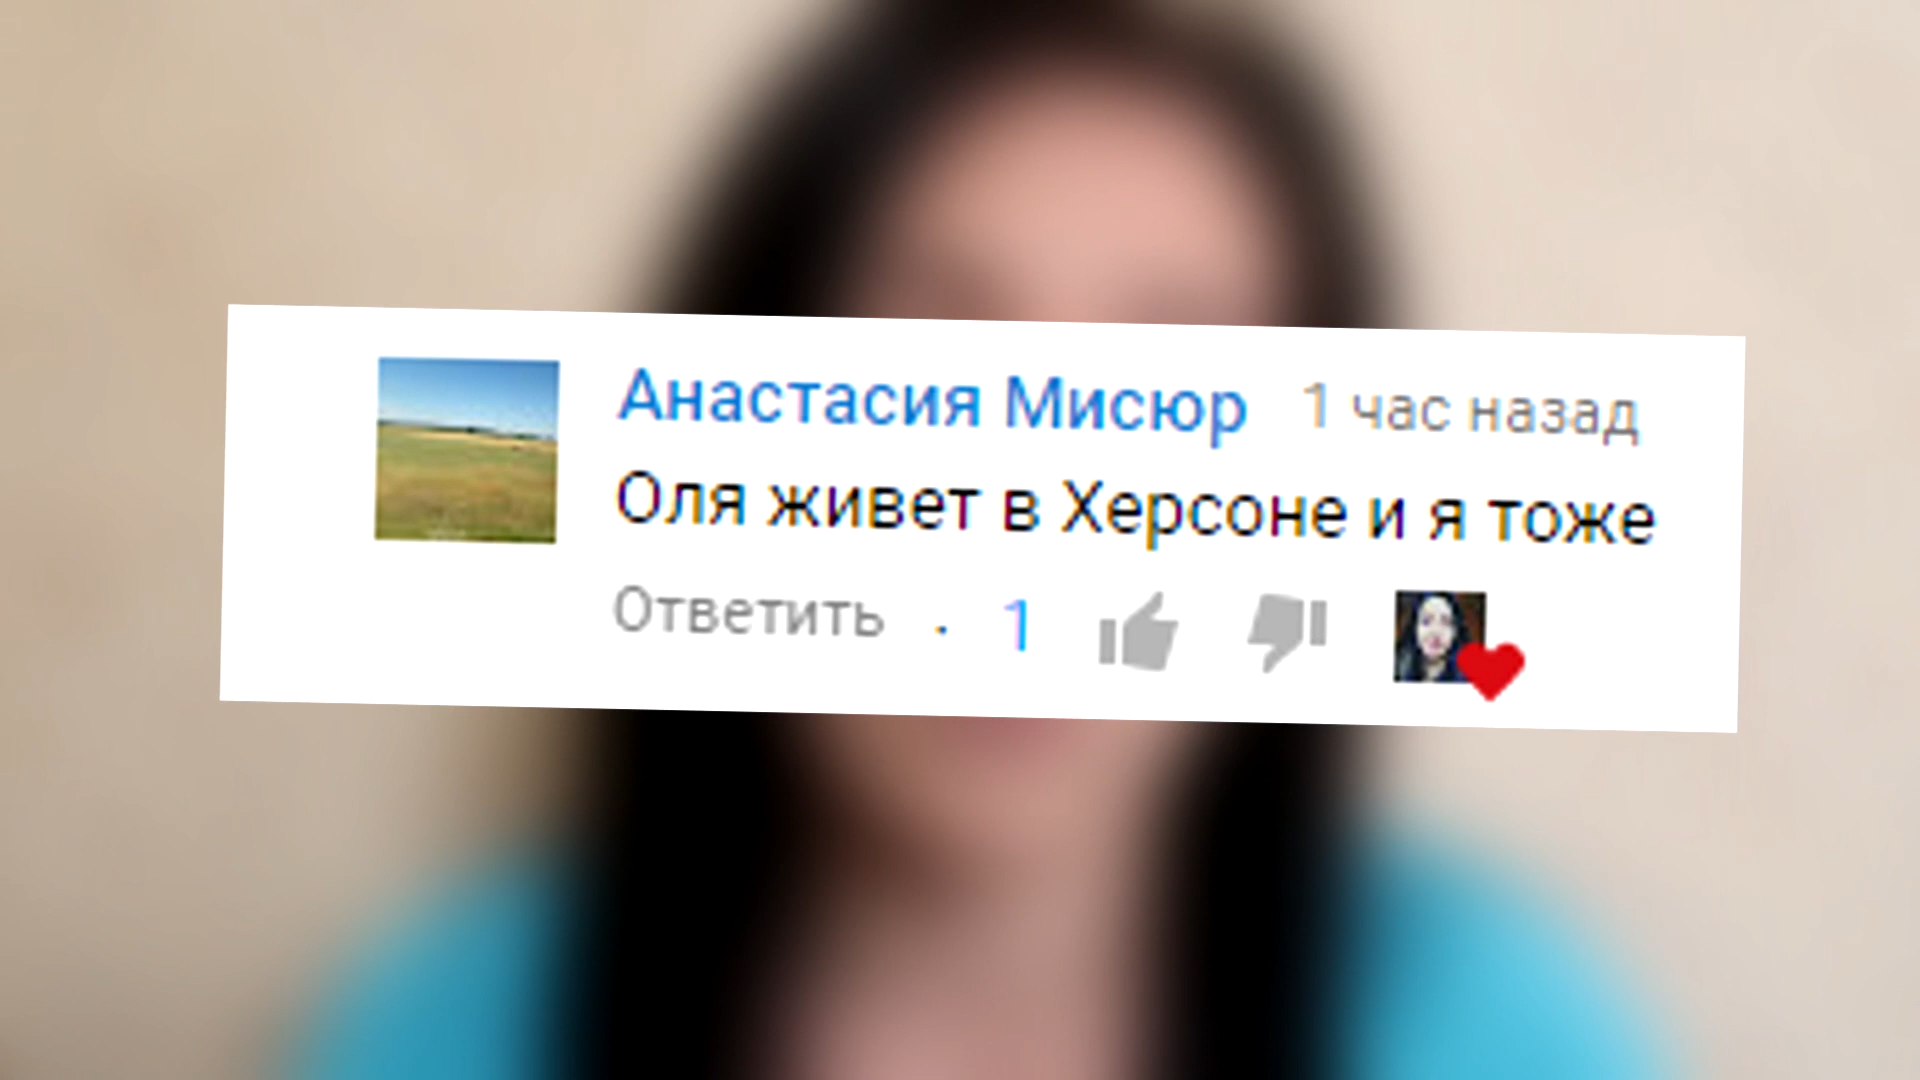 Анастасия Мисюр 1 час назад
Оля живет в Херсоне и я тоже
Ответить · 1